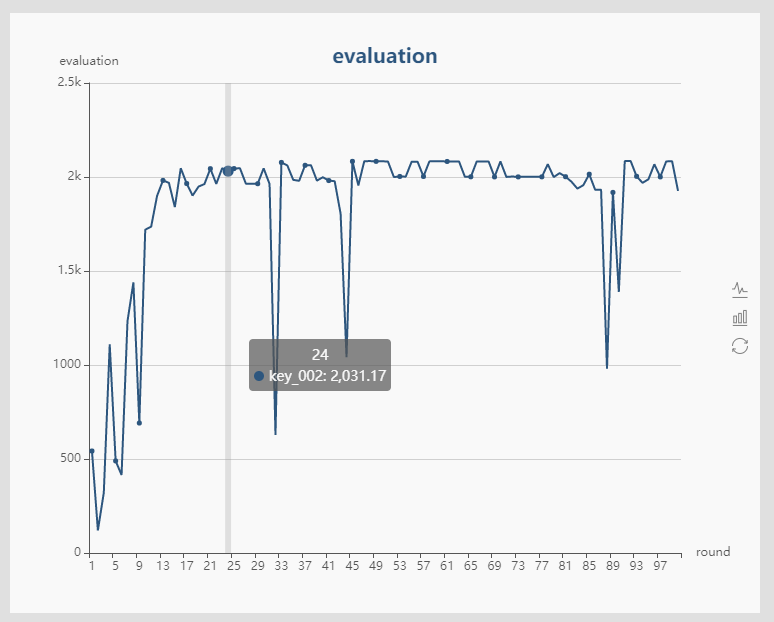 evaluation
evaluation
2.5k
2k
1.5k
1000
500
0
24
key_002: 2,031.17
1 5 9 13 17 21 25 29 33 37 41 45 49 53 57 61 65 69 73 77 81 85 89 93 97
round